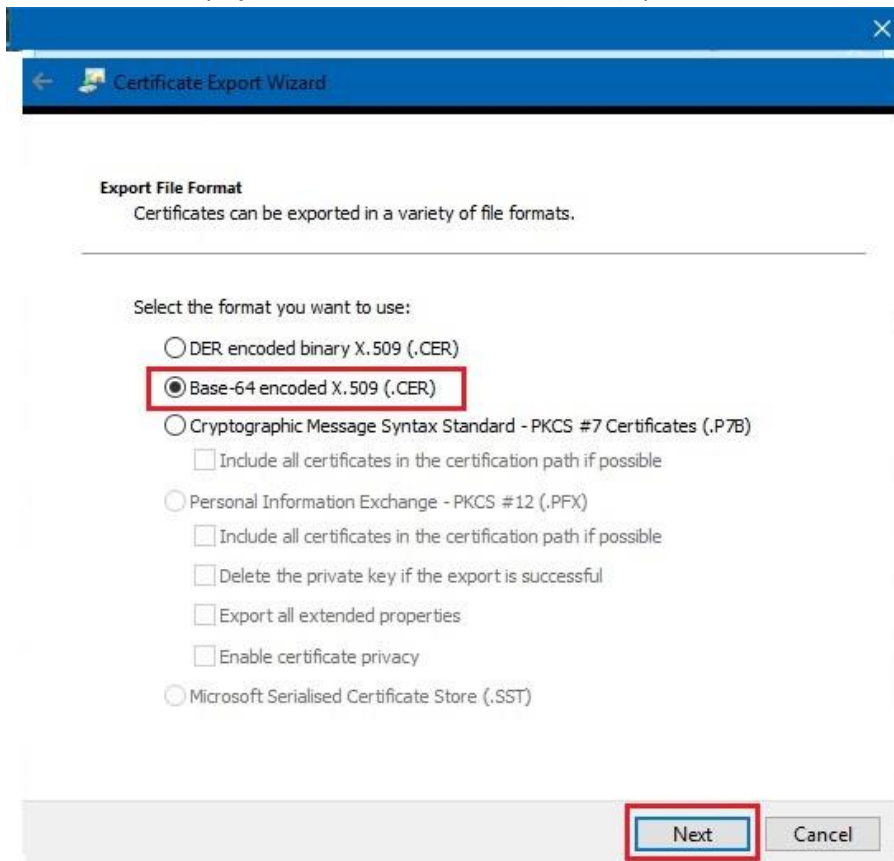 Certificate Export Wizard
Export File Format
Certificates can be exported in a variety of file formats.
Select the format you want to use:
DER encoded binary X.509 (.CER)
Base-64 encoded X.509 (.CER)
Cryptographic Message Syntax Standard - PKCS #7 Certificates (.P7B)
Include all certificates in the certification path if possible
Personal Information Exchange - PKCS #12 (.PFX)
Include all certificates in the certification path if possible
Delete the private key if the export is successful
Export all extended properties
Enable certificate privacy
Microsoft Serialised Certificate Store (.SST)
Next Cancel